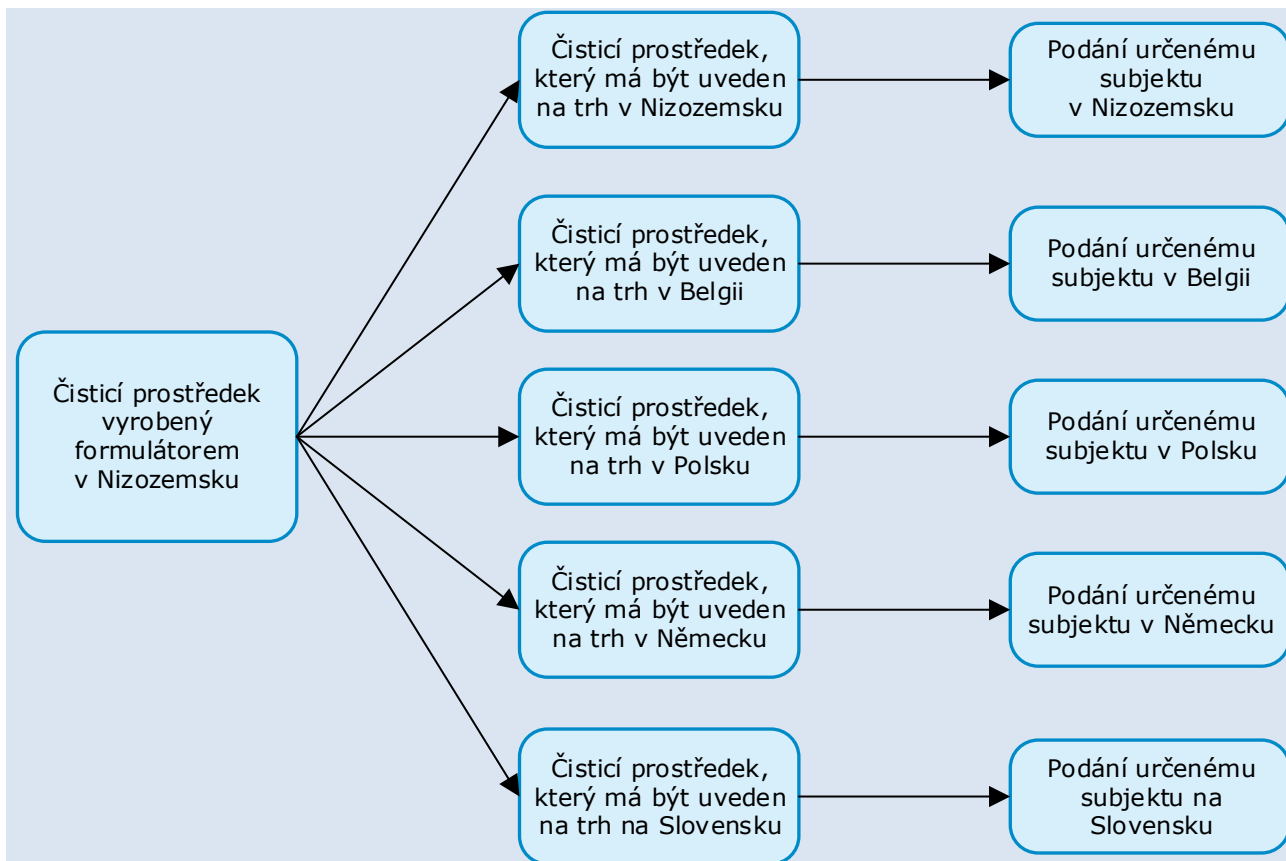 Čisticí prostředek
vyrobený
formulátorem
v Nizozemsku
Čisticí prostředek,
který má být uveden
na trh v Nizozemsku
Podání určenému
subjektu
v Nizozemsku
Čisticí prostředek,
který má být uveden
na trh v Belgii
Podání určenému
subjektu v Belgii
Čisticí prostředek,
který má být uveden
na trh v Polsku
Podání určenému
subjektu v Polsku
Čisticí prostředek,
který má být uveden
na trh v Německu
Podání určenému
subjektu v Německu
Čisticí prostředek,
který má být uveden
na trh na Slovensku
Podání určenému
subjektu na
Slovensku